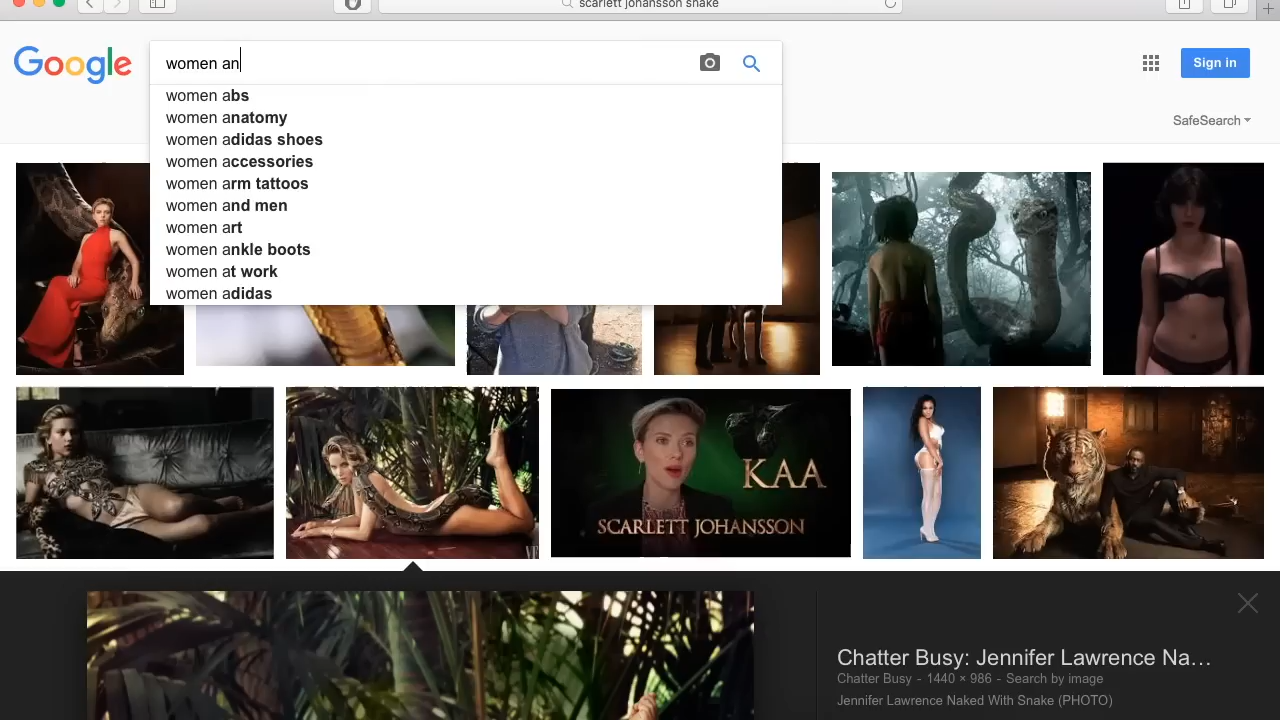 scarlett johansson snake
Google
women an
Sign in
women abs
women anatomy
women adidas shoes
women accessories
women arm tattoos
women and men
women art
women ankle boots
women at work
women adidas
SafeSearch
KAA
SCARLETT JOHANSSON
VF
Chatter Busy: Jennifer Lawrence Na...
Chatter Busy - 1440 × 986 - Search by image
Jennifer Lawrence Naked With Snake (PHOTO)